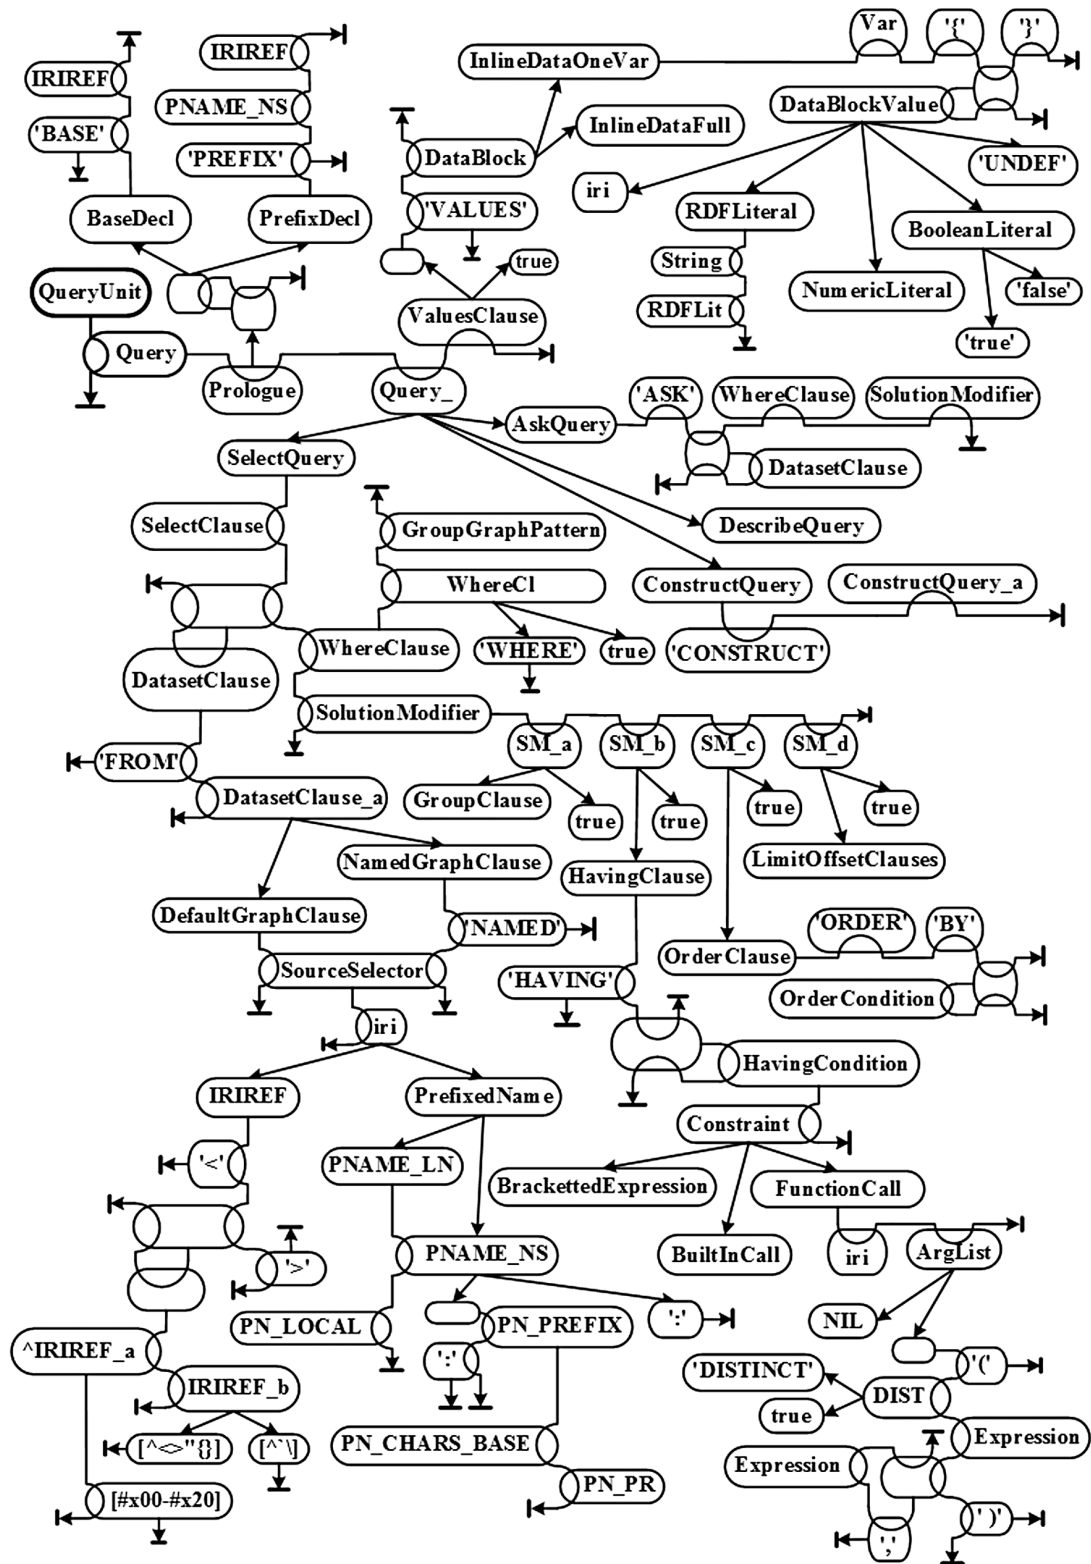 Var '{' '}'
IRIREF
InlineDataOneVar
IRIREF
PNAME_NS
DataBlockValue
'BASE'
InlineDataFull
'PREFIX'
DataBlock
'UNDEF'
iri
BaseDecl
PrefixDecl
'VALUES'
RDFLiteral
BooleanLiteral
String
true
QueryUnit
NumericLiteral
'false'
RDFLit
ValuesClause
'true'
Query
Prologue
Query_
'ASK'
WhereClause
SolutionModifier
AskQuery
SelectQuery
DatasetClause
SelectClause
GroupGraphPattern
DescribeQuery
WhereCl
ConstructQuery
ConstructQuery_a
WhereClause
'WHERE'
true
'CONSTRUCT'
DatasetClause
SolutionModifier
SM_a
SM_b
SM_c
SM_d
'FROM'
DatasetClause_a
GroupClause
true
true
true
true
NamedGraphClause
LimitOffsetClauses
HavingClause
DefaultGraphClause
'NAMED'
'ORDER'
'BY'
OrderClause
SourceSelector
'HAVING'
OrderCondition
iri
HavingCondition
IRIREF
PrefixedName
Constraint
'<'
PNAME_LN
BrackettedExpression
FunctionCall
PNAME_NS
BuiltInCall
iri
ArgList
'>'
PN_LOCAL
PN_PREFIX
':'
NIL
^IRIREF_a
':'
'DISTINCT'
'('
IRIREF_b
DIST
true
[^<>"{}]
[^`\]
PN_CHARS_BASE
Expression
Expression
[#x00-#x20]
PN_PR
','
')'